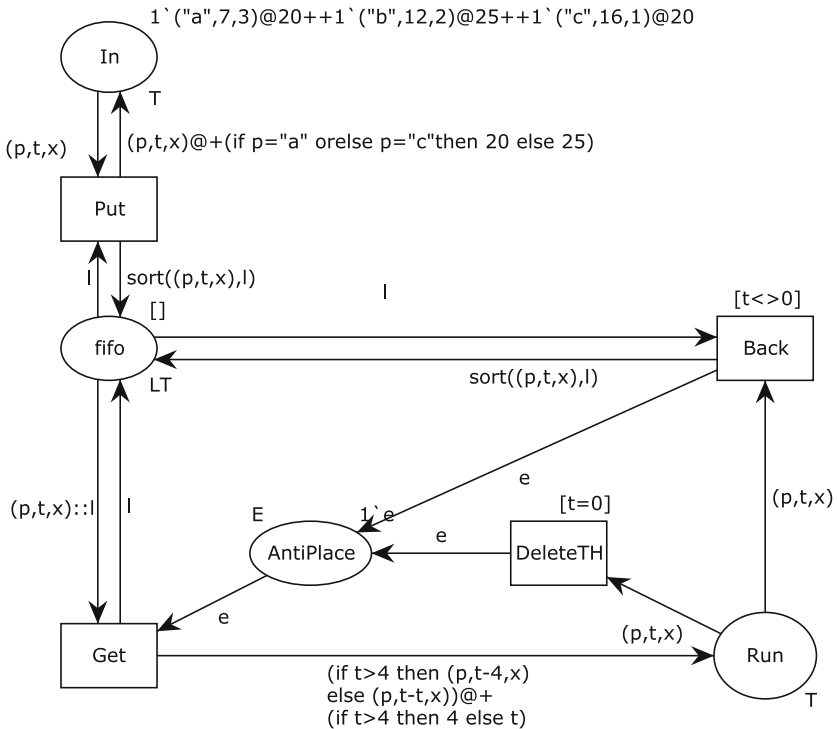 1`("a",7,3)@20++1`("b",12,2)@25++1`("c",16,1)@20
In
T
(p,t,x)
(p,t,x)@+(if p="a" orelse p="c"then 20 else 25)
Put
l
sort((p,t,x),l)
l
[]
[t<>0]
fifo
Back
LT
sort((p,t,x),l)
(p,t,x)::l
l
e
(p,t,x)
E
1`e
[t=0]
AntiPlace
e
DeleteTH
e
(p,t,x)
Get
Run
(if t>4 then (p,t-4,x)
else (p,t-t,x))@+
(if t>4 then 4 else t)
T